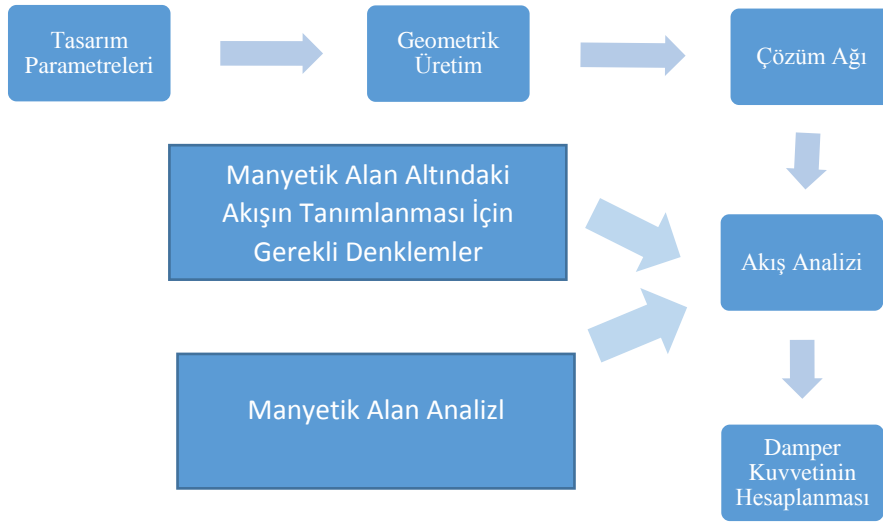 Tasarım
Parametreleri
Geometrik
Üretim
Çözüm Ağı
Manyetik Alan Altındaki
Akışın Tanımlanması İçin
Gerekli Denklemler
Akış Analizi
Manyetik Alan Analizl
Damper
Kuvvetinin
Hesaplanması